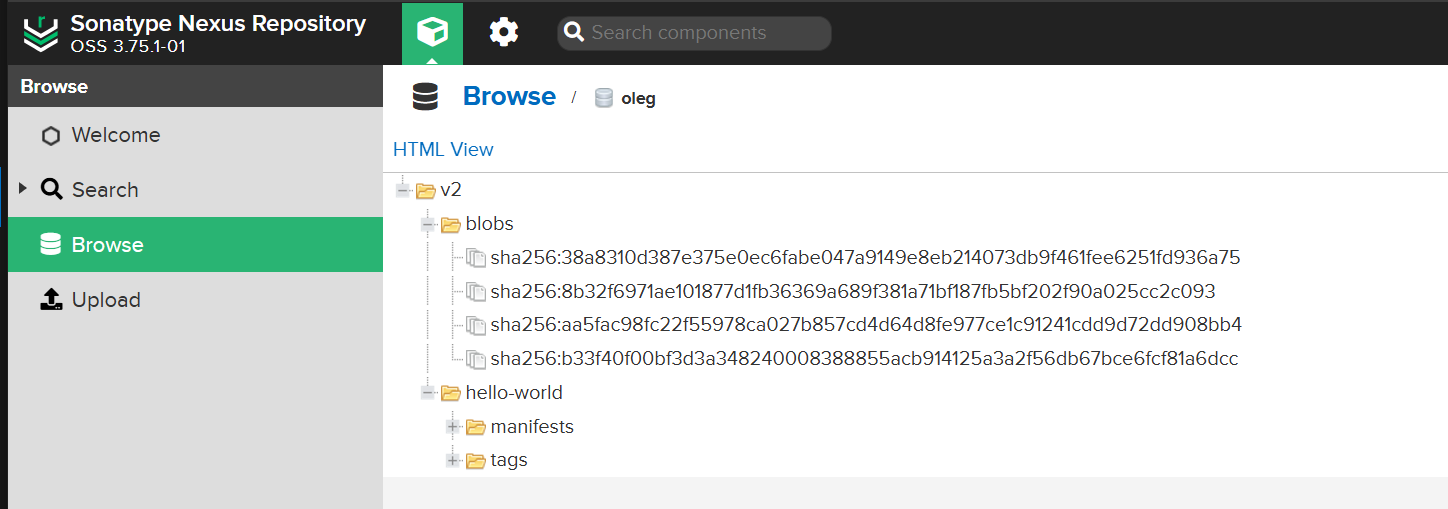 Sonatype Nexus Repository
OSS 3.75.1-01
Search components
Browse
Welcome
Search
Browse
Upload
Browse / oleg
HTML View
v2
blobs
sha256:38a8310d387e375e0ec6fabe047a9149e8eb214073db9f461fee6251fd936a75
sha256:8b32f6971ae101877d1fb36369a689f381a71bf187fb5bf202f90a025cc2c093
sha256:aa5fac98fc22f55978ca027b857cd4d64d8fe977ce1c91241cdd9d72dd908bb4
sha256:b33f40f00bf3d3a348240008388855acb914125a3a2f56db67bce6fcf81a6dcc
hello-world
manifests
tags